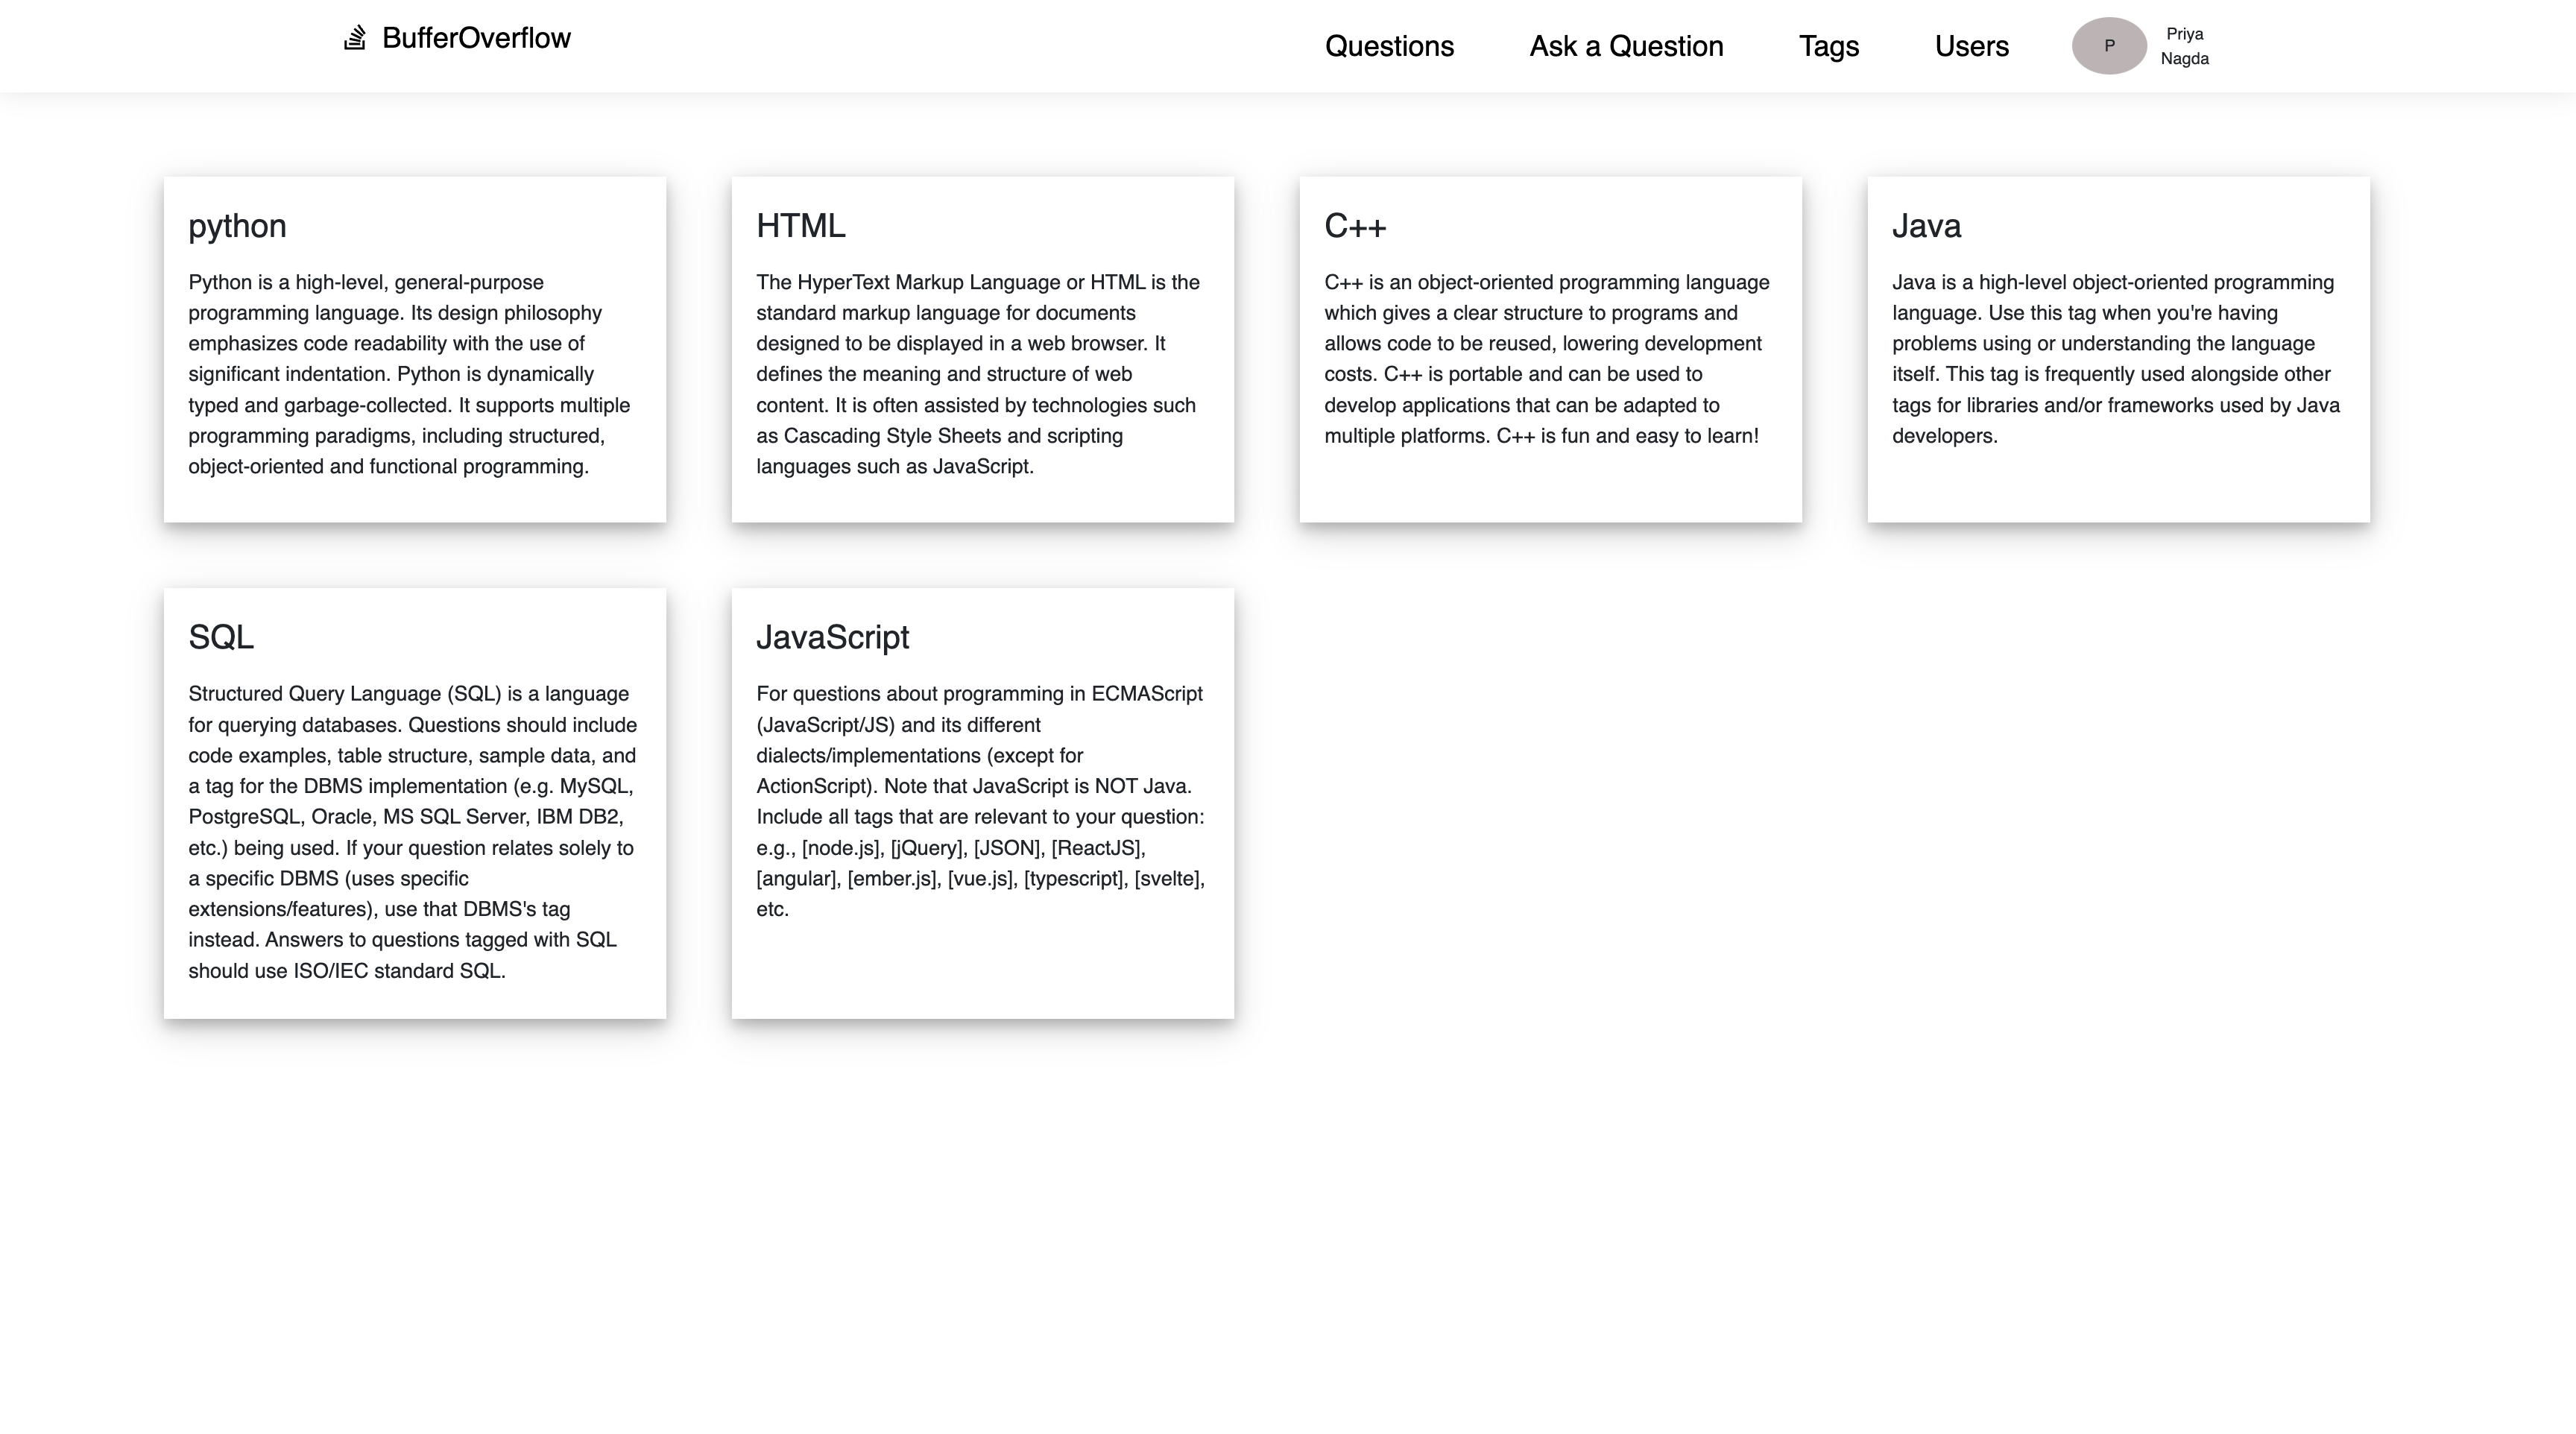 BufferOverflow
Questions
Ask a Question
Tags
Users
P
Priya
Nagda
python
Python is a high-level, general-purpose
programming language. Its design philosophy
emphasizes code readability with the use of
significant indentation. Python is dynamically
typed and garbage-collected. It supports multiple
programming paradigms, including structured,
object-oriented and functional programming.
HTML
The HyperText Markup Language or HTML is the
standard markup language for documents
designed to be displayed in a web browser. It
defines the meaning and structure of web
content. It is often assisted by technologies such
as Cascading Style Sheets and scripting
languages such as JavaScript.
C++
C++ is an object-oriented programming language
which gives a clear structure to programs and
allows code to be reused, lowering development
costs. C++ is portable and can be used to
develop applications that can be adapted to
multiple platforms. C++ is fun and easy to learn!
Java
Java is a high-level object-oriented programming
language. Use this tag when you're having
problems using or understanding the language
itself. This tag is frequently used alongside other
tags for libraries and/or frameworks used by Java
developers.
SQL
Structured Query Language (SQL) is a language
for querying databases. Questions should include
code examples, table structure, sample data, and
a tag for the DBMS implementation (e.g. MySQL,
PostgreSQL, Oracle, MS SQL Server, IBM DB2,
etc.) being used. If your question relates solely to
a specific DBMS (uses specific
extensions/features), use that DBMS's tag
instead. Answers to questions tagged with SQL
should use ISO/IEC standard SQL.
JavaScript
For questions about programming in ECMAScript
(JavaScript/JS) and its different
dialects/implementations (except for
ActionScript). Note that JavaScript is NOT Java.
Include all tags that are relevant to your question:
e.g., [node.js], [jQuery], [JSON], [ReactJS],
[angular], [ember.js], [vue.js], [typescript], [svelte],
etc.